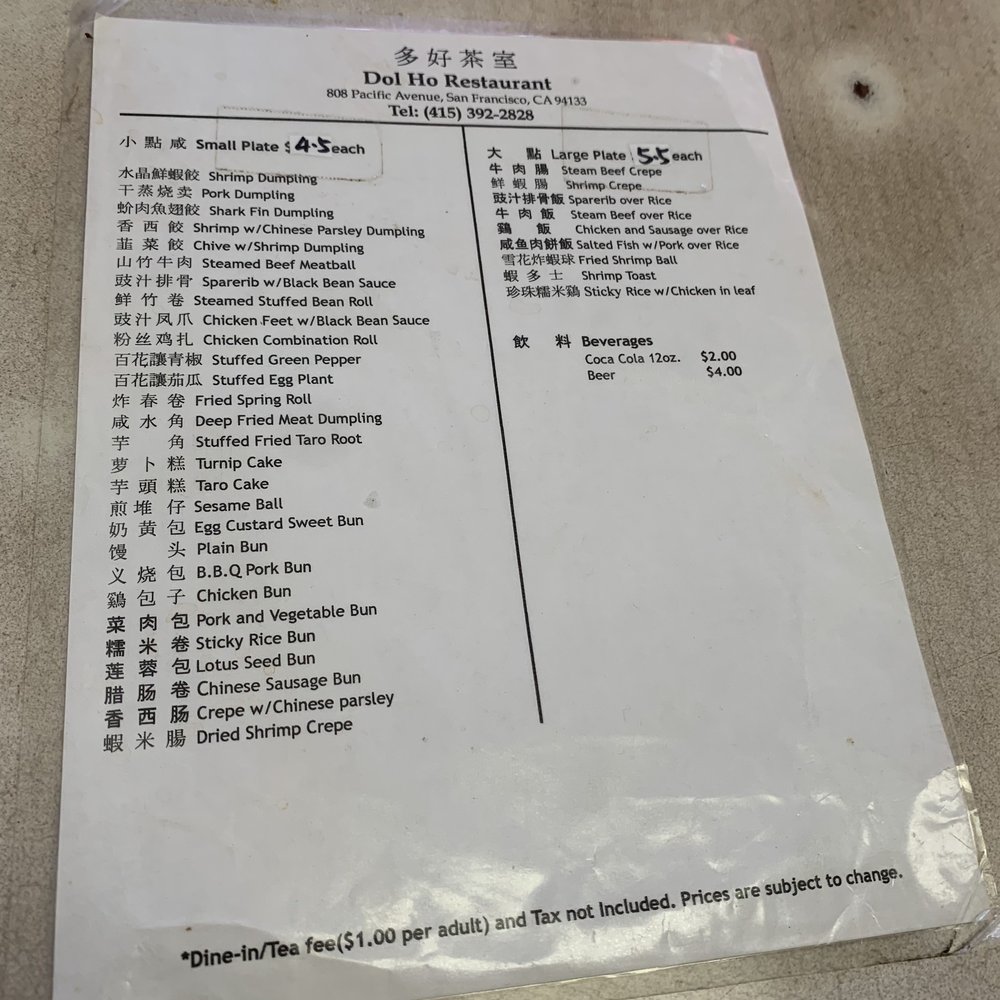 多好茶室
Dol Ho Restaurant
808 Pacific Avenue, San Francisco, CA 94133
Tel: (415) 392-2828
小點咸 Small Plate $4.5 each
水晶鮮蝦餃 Shrimp Dumpling
干蒸烧卖 Pork Dumpling
蚧肉魚翅餃 Shark Fin Dumpling
香西餃 Shrimp w/Chinese Parsley Dumpling
韮菜餃 Chive w/Shrimp Dumpling
山竹牛肉 Steamed Beef Meatball
豉汁排骨 Sparerib w/Black Bean Sauce
鲜竹卷 Steamed Stuffed Bean Roll
豉汁凤爪 Chicken Feet w/Black Bean Sauce
粉丝鸡扎 Chicken Combination Roll
百花讓青椒 Stuffed Green Pepper
百花讓茄瓜 Stuffed Egg Plant
炸春卷 Fried Spring Roll
咸水角 Deep Fried Meat Dumpling
芋角 Stuffed Fried Taro Root
萝卜糕 Turnip Cake
芋頭糕 Taro Cake
煎堆仔 Sesame Ball
奶黄包 Egg Custard Sweet Bun
馒头 Plain Bun
义烧包 B.B.Q Pork Bun
鷄包子 Chicken Bun
菜肉包 Pork and Vegetable Bun
糯米卷 Sticky Rice Bun
莲蓉包 Lotus Seed Bun
腊肠卷 Chinese Sausage Bun
香西肠 Crepe w/Chinese parsley
蝦米腸 Dried Shrimp Crepe
大點 Large Plate 5.5 each
牛肉腸 Steam Beef Crepe
鮮蝦腸 Shrimp Crepe
豉汁排骨飯 Sparerib over Rice
牛肉飯 Steam Beef over Rice
鷄飯 Chicken and Sausage over Rice
咸鱼肉餅飯 Salted Fish w/Pork over Rice
雪花炸蝦球 Fried Shrimp Ball
蝦多士 Shrimp Toast
珍珠糯米鷄 Sticky Rice w/Chicken in leaf
飲料 Beverages
Coca Cola 12oz. $2.00
Beer $4.00
*Dine-in/Tea fee($1.00 per adult) and Tax not Included. Prices are subject to change.